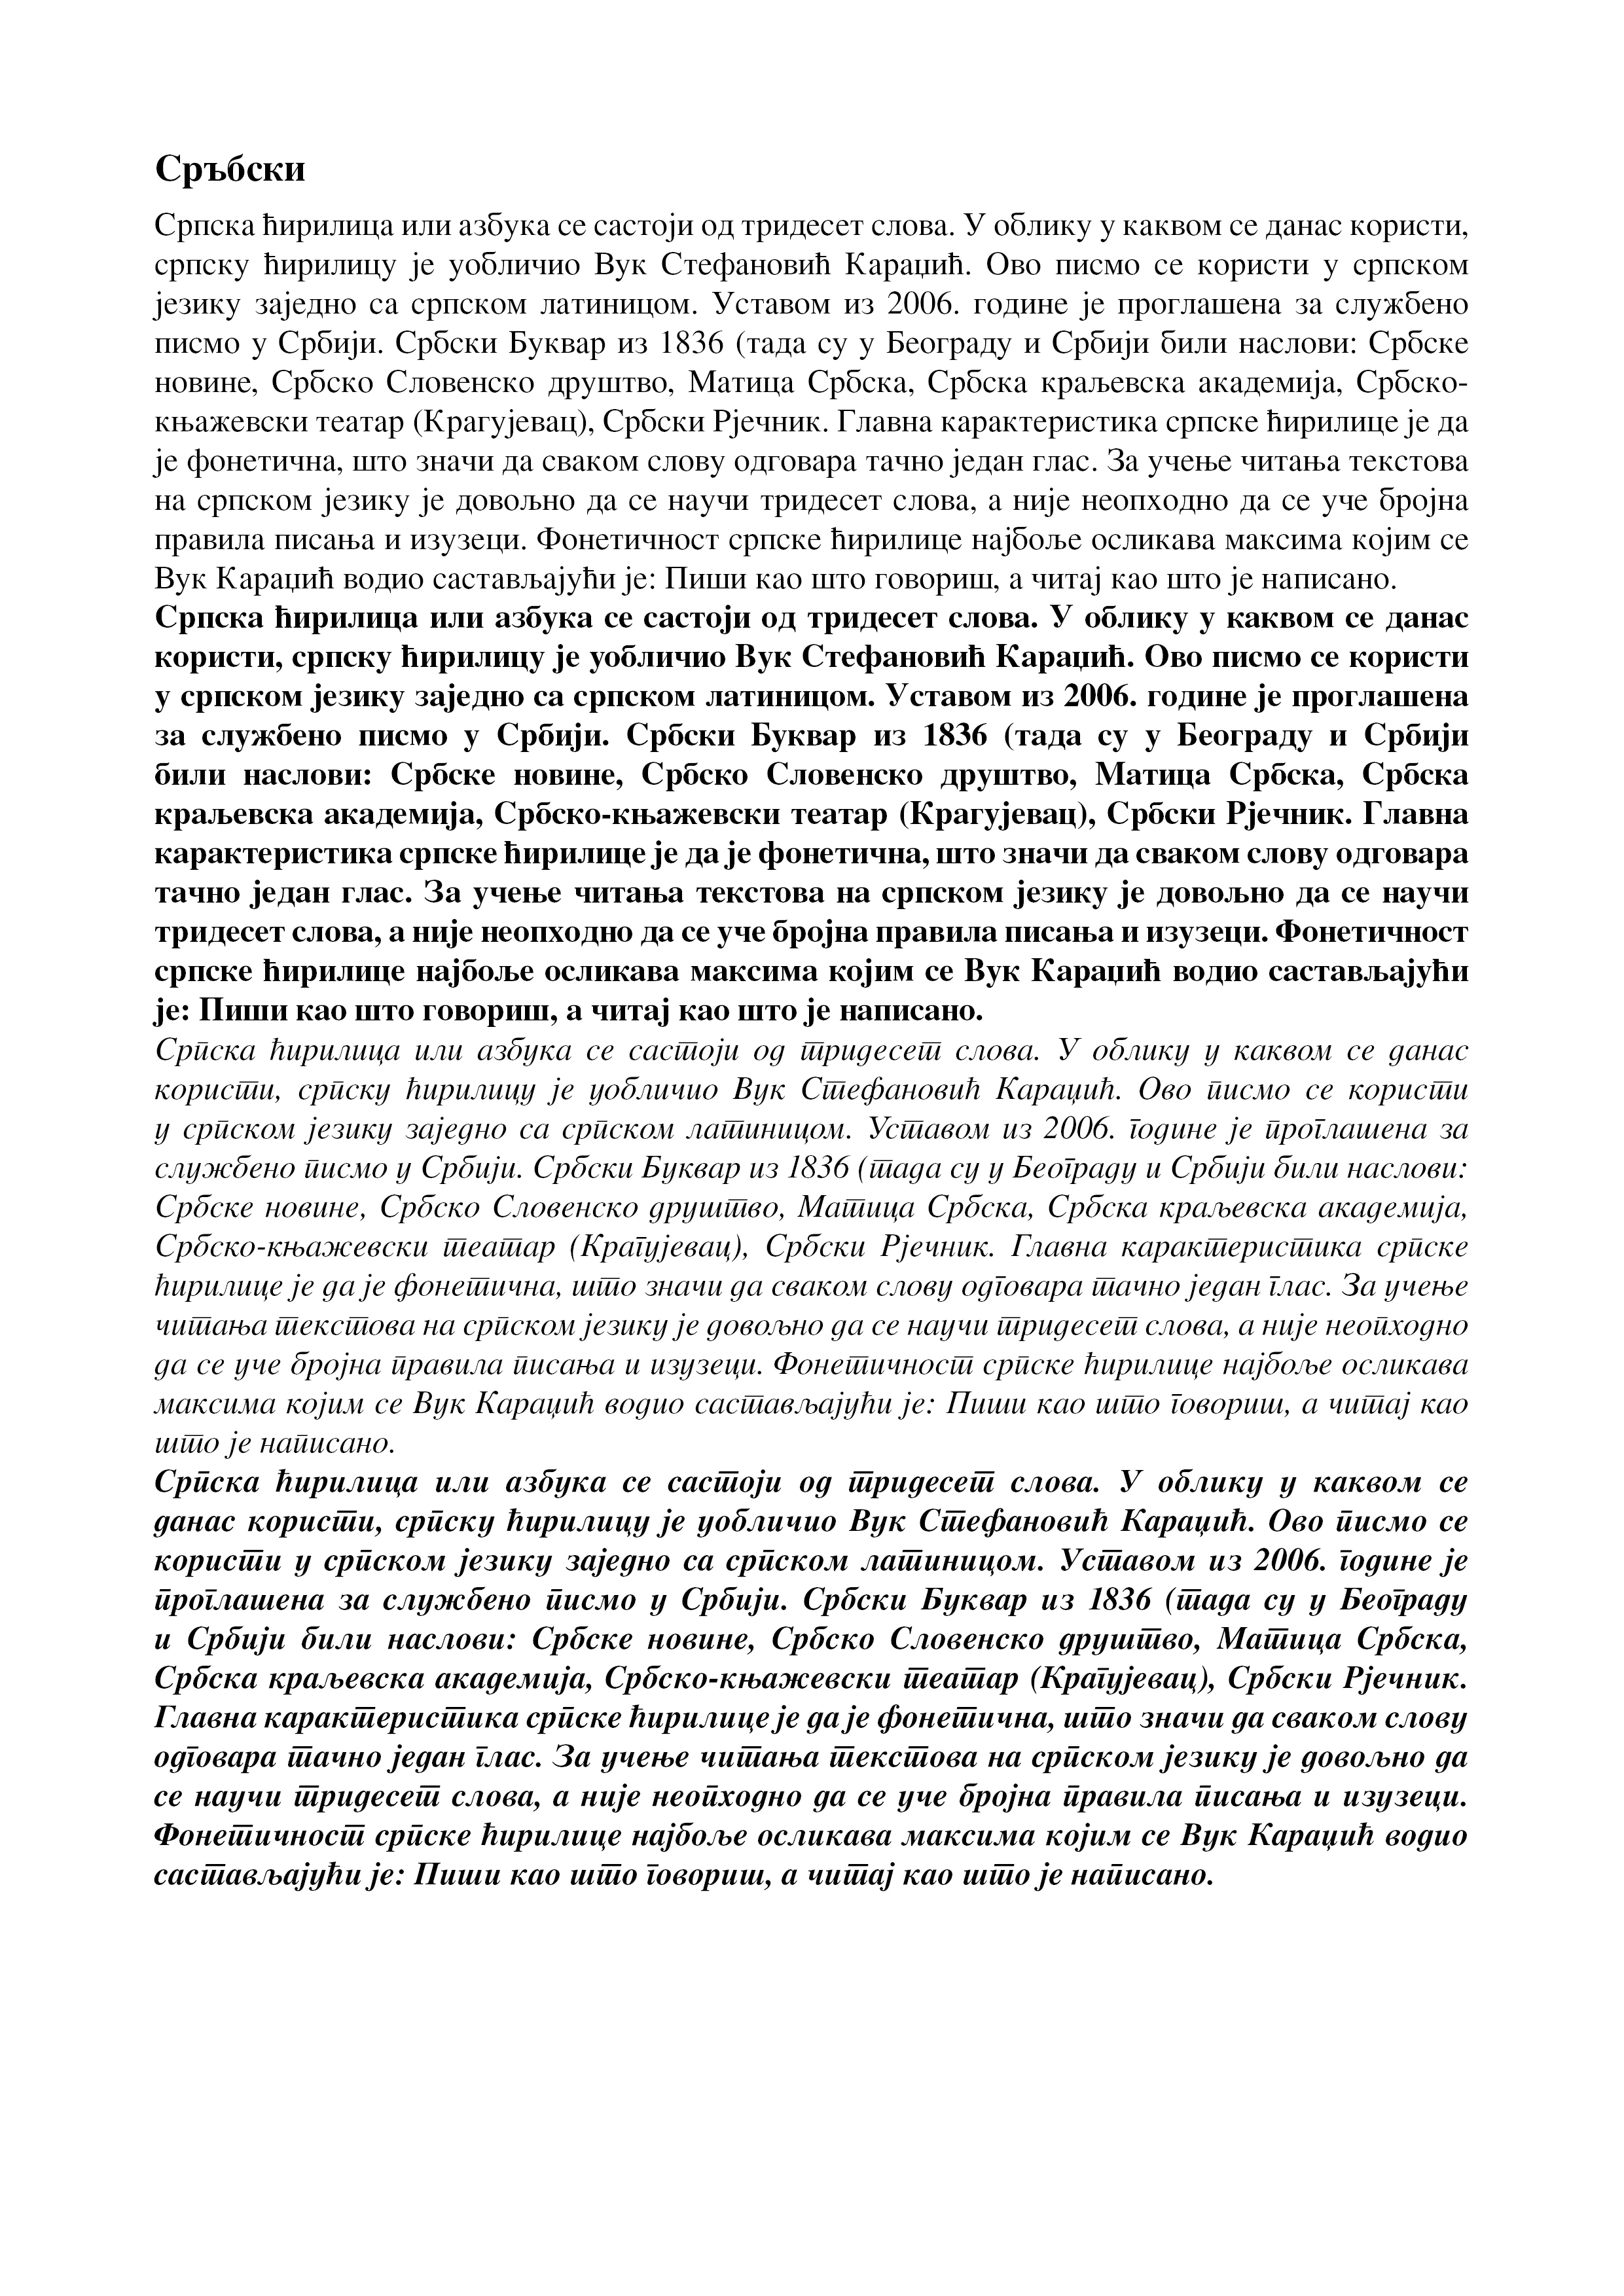 Сръбски
Српска ћирилица или азбука се састоји од тридесет слова. У облику у каквом се данас користи,
српску ћирилицу је уобличио Вук Стефановић Караџић. Ово писмо се користи у српском
језику заједно са српском латиницом. Уставом из 2006. године је проглашена за службено
писмо у Србији. Србски Буквар из 1836 (тада су у Београду и Србији били наслови: Србске
новине, Србско Словенско друштво, Матица Србска, Србска краљевска академија, Србско-
књажевски театар (Крагујевац), Србски Рјечник. Главна карактеристика српске ћирилице је да
је фонетична, што значи да сваком слову одговара тачно један глас. За учење читања текстова
на српском језику је довољно да се научи тридесет слова, а није неопходно да се уче бројна
правила писања и изузеци. Фонетичност српске ћирилице најбоље осликава максима којим се
Вук Караџић водио састављајући је: Пиши као што говориш, а читај као што је написано.
Српска ћирилица или азбука се састоји од тридесет слова. У облику у каквом се данас
користи, српску ћирилицу је уобличио Вук Стефановић Караџић. Ово писмо се користи
у српском језику заједно са српском латиницом. Уставом из 2006. године је проглашена
за службено писмо у Србији. Србски Буквар из 1836 (тада су у Београду и Србији
били наслови: Србске новине, Србско Словенско друштво, Матица Србска, Србска
краљевска академија, Србско-књажевски театар (Крагујевац), Србски Рјечник. Главна
карактеристика српске ћирилице је да је фонетична, што значи да сваком слову одговара
тачно један глас. За учење читања текстова на српском језику је довољно да се научи
тридесет слова, а није неопходно да се уче бројна правила писања и изузеци. Фонетичност
српске ћирилице најбоље осликава максима којим се Вук Караџић водио састављајући
је: Пиши као што говориш, а читај као што је написано.
Српска ћирилица или азбука се састоји од тридесет слова. У облику у каквом се данас
користи, српску ћирилицу је уобличио Вук Стефановић Караџић. Ово писмо се користи
у српском језику заједно са српском латиницом. Уставом из 2006. године је проглашена за
службено писмо у Србији. Србски Буквар из 1836 (тада су у Београду и Србији били наслови:
Србске новине, Србско Словенско друштво, Матица Србска, Србска краљевска академија,
Србско-књажевски театар (Крагујевац), Србски Рјечник. Главна карактеристика српске
ћирилице је да је фонетична, што значи да сваком слову одговара тачно један глас. За учење
читања текстова на српском језику је довољно да се научи тридесет слова, а није неопходно
да се уче бројна правила писања и изузеци. Фонетичност српске ћирилице најбоље осликава
максима којим се Вук Караџић водио састављајући је: Пиши као што говориш, а читај као
што је написано.
Српска ћирилица или азбука се састоји од тридесет слова. У облику у каквом се
данас користи, српску ћирилицу је уобличио Вук Стефановић Караџић. Ово писмо се
користи у српском језику заједно са српском латиницом. Уставом из 2006. године је
проглашена за службено писмо у Србији. Србски Буквар из 1836 (тада су у Београду
и Србији били наслови: Србске новине, Србско Словенско друштво, Матица Србска,
Србска краљевска академија, Србско-књажевски театар (Крагујевац), Србски Рјечник.
Главна карактеристика српске ћирилице је да је фонетична, што значи да сваком слову
одговара тачно један глас. За учење читања текстова на српском језику је довољно да
се научи тридесет слова, а није неопходно да се уче бројна правила писања и изузеци.
Фонетичност српске ћирилице најбоље осликава максима којим се Вук Караџић водио
састављајући је: Пиши као што говориш, а читај као што је написано.